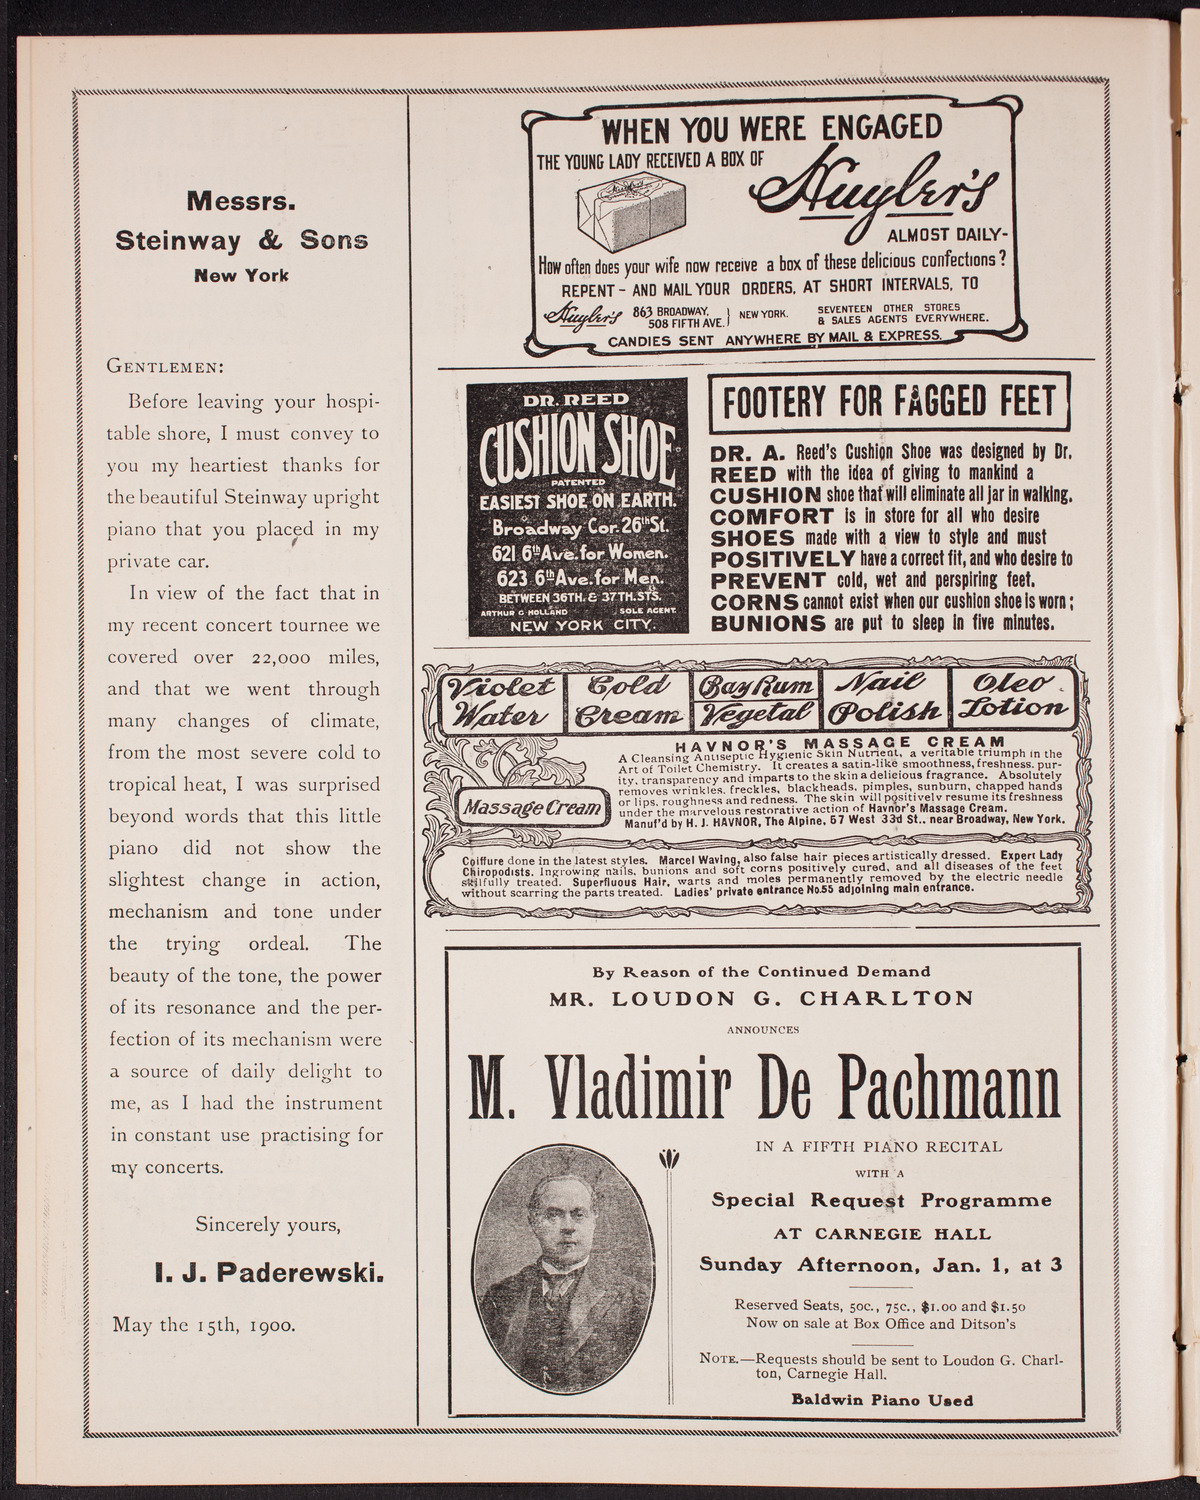 Messrs.
Steinway & Sons
New York
GENTLEMEN:
Before leaving your hospi-
table shore, I must convey to
you my heartiest thanks for
the beautiful Steinway upright
piano that you placed in my
private car.
In view of the fact that in
my recent concert tournee we
covered over 22,000 miles,
and that we went through
many changes of climate,
from the most severe cold to
tropical heat, I was surprised
beyond words that this little
piano did not show the
slightest change in action,
mechanism and tone under
the trying ordeal. The
beauty of the tone, the power
of its resonance and the per-
fection of its mechanism were
a source of daily delight to
me, as I had the instrument
in constant use practising for
my concerts.
Sincerely yours,
I. J. Paderewski.
May the 15th, 1900.
WHEN YOU WERE ENGAGED
THE YOUNG LADY RECEIVED A BOX OF
Huyler's
ALMOST DAILY-
How often does your wife now receive a box of these delicious confections?
REPENT - AND MAIL YOUR ORDERS, AT SHORT INTERVALS, TO
Huyler's 863 BROADWAY, 508 FIFTH AVE. } NEW YORK. SEVENTEEN OTHER STORES & SALES AGENTS EVERYWHERE.
CANDIES SENT ANYWHERE BY MAIL & EXPRESS.
DR. REED
CUSHION SHOE
PATENTED
EASIEST SHOE ON EARTH.
Broadway Cor. 26th St.
621 6th Ave. for Women.
623 6th Ave. for Men.
BETWEEN 36TH. & 37TH. STS.
ARTHUR G HOLLAND SOLE AGENT.
NEW YORK CITY.
FOOTERY FOR FAGGED FEET
DR. A. Reed's Cushion Shoe was designed by Dr.
REED with the idea of giving to mankind a
CUSHION shoe that will eliminate all jar in walking.
COMFORT is in store for all who desire
SHOES made with a view to style and must
POSITIVELY have a correct fit, and who desire to
PREVENT cold, wet and perspiring feet.
CORNS cannot exist when our cushion shoe is worn;
BUNIONS are put to sleep in five minutes.
Violet Water
Cold Cream
Bay Rum
Vegetal
Nail Polish
Oleo Lotion
Massage Cream
HAVNOR'S MASSAGE CREAM
A Cleansing Antiseptic Hygienic Skin Nutrient, a veritable triumph in the
Art of Toilet Chemistry. It creates a satin-like smoothness, freshness, pur-
ity, transparency and imparts to the skin a delicious fragrance. Absolutely
removes wrinkles, freckles, blackheads, pimples, sunburn, chapped hands
or lips, roughness and redness. The skin will positively resume its freshness
under the marvelous restorative action of Havnor's Massage Cream.
Manuf'd by H. J. HAVNOR, The Alpine, 57 West 33d St., near Broadway, New York.
Coiffure done in the latest styles. Marcel Waving, also false hair pieces artistically dressed. Expert Lady
Chiropodists. Ingrowing nails, bunions and soft corns positively cured, and all diseases of the feet
skilfully treated. Superfluous Hair, warts and moles permanently removed by the electric needle
without scarring the parts treated. Ladies' private entrance No. 55 adjoining main entrance.
By Reason of the Continued Demand
MR. LOUDON G. CHARLTON
ANNOUNCES
M. Vladimir De Pachmann
IN A FIFTH PIANO RECITAL
WITH A
Special Request Programme
AT CARNEGIE HALL
Sunday Afternoon, Jan. 1, at 3
Reserved Seats, 50c., 75c., $1.00 and $1.50
Now on sale at Box Office and Ditson's
NOTE.—Requests should be sent to Loudon G. Charl-
ton, Carnegie Hall.
Baldwin Piano Used